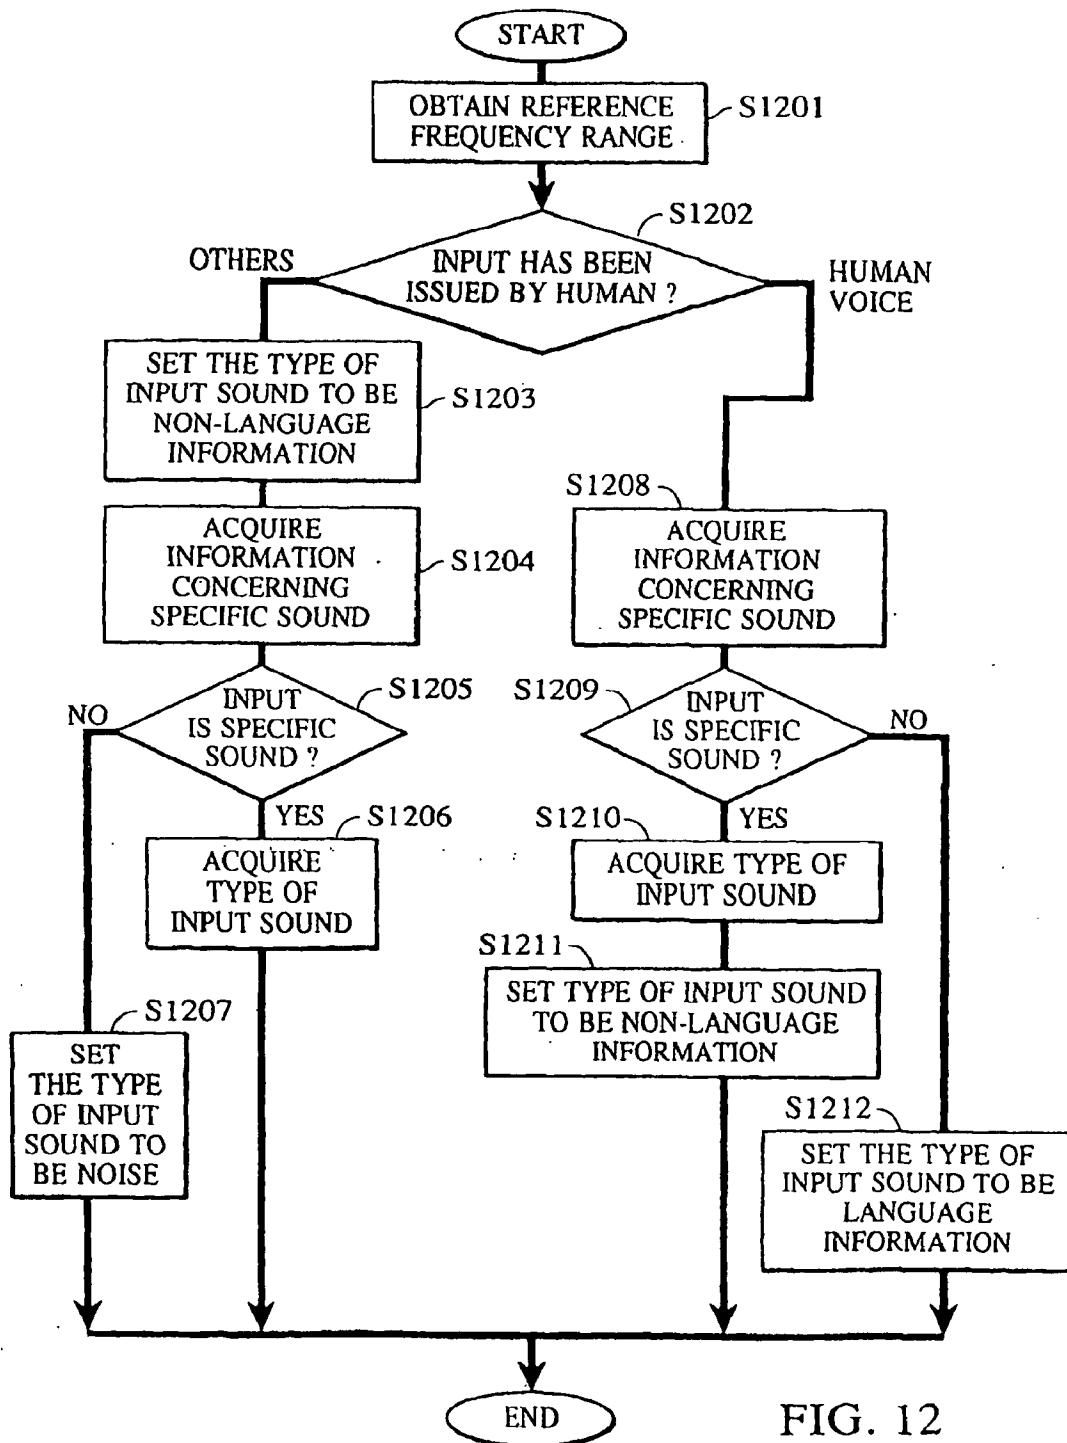 START
OBTAIN REFERENCE
FREQUENCY RANGE
S1201
S1202
INPUT HAS BEEN
ISSUED BY HUMAN ?
OTHERS
HUMAN
VOICE
SET THE TYPE OF
INPUT SOUND TO BE
NON-LANGUAGE
INFORMATION
S1203
ACQUIRE
INFORMATION
CONCERNING
SPECIFIC SOUND
S1204
S1208
ACQUIRE
INFORMATION
CONCERNING
SPECIFIC SOUND
INPUT
IS SPECIFIC
SOUND ?
S1205
NO
YES
S1209
INPUT
IS SPECIFIC
SOUND ?
NO
YES
S1206
ACQUIRE
TYPE OF
INPUT SOUND
S1210
ACQUIRE TYPE OF
INPUT SOUND
S1211
SET TYPE OF INPUT SOUND
TO BE NON-LANGUAGE
INFORMATION
S1207
SET
THE TYPE
OF INPUT
SOUND TO
BE NOISE
S1212
SET THE TYPE OF
INPUT SOUND TO BE
LANGUAGE
INFORMATION
END
FIG. 12